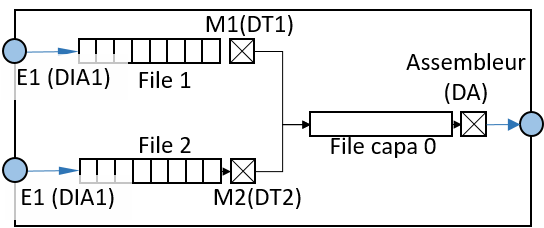 M1(DT1)
E1 (DIA1)
File 1
Assembleur
(DA)
File 2
File capa 0
E1 (DIA1)
M2(DT2)